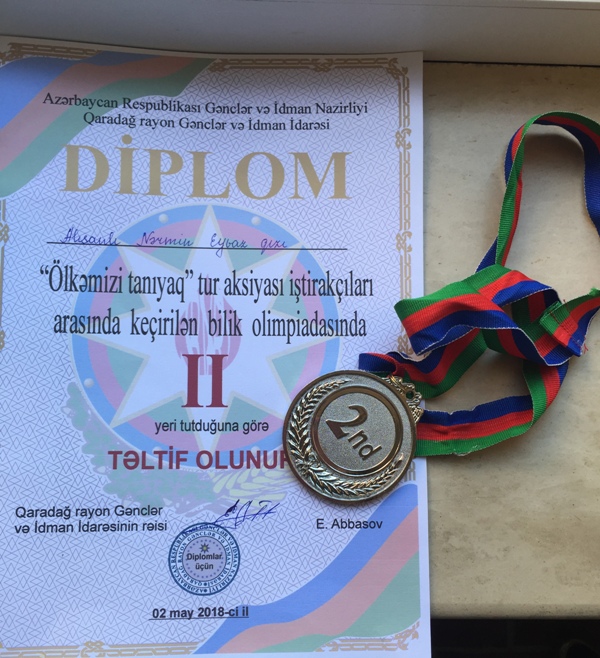 Azərbaycan Respublikası Gənclər və İdman Nazirliyi
Qaradağ rayon Gənclər və İdman İdarəsi
DİPLOM
Alışanlı Nərmin Eyvaz qızı
“Ölkəmizi tanıyaq” tur aksiyası iştirakçıları
arasında keçirilən bilik olimpiadasında
II
yeri tutduğuna görə
TƏLTİF OLUNUR
2nd
Qaradağ rayon Gənclər
və İdman İdarəsinin rəisi
E. Abbasov
Diplomlar
üçün
02 may 2018-ci il